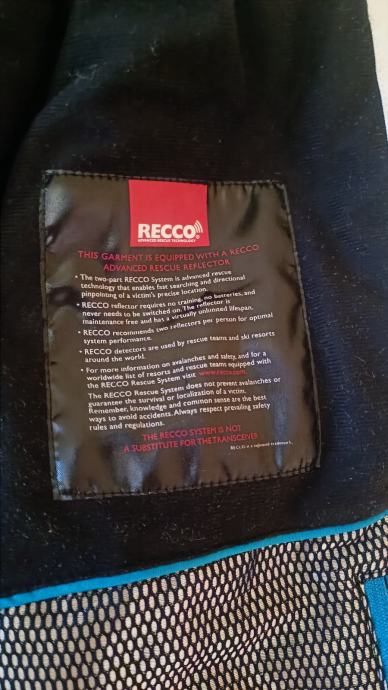 RECCO®
ADVANCED RESCUE TECHNOLOGY
THIS GARMENT IS EQUIPPED WITH A RECCO
ADVANCED RESCUE REFLECTOR
• The two-part RECCO System is advanced rescue
technology that enables fast searching and directional
pinpointing of a victim's precise location.
• RECCO reflector requires no training, no batteries, and
never needs to be switched on. The reflector is
maintenance free and has a virtually unlimited lifespan.
• RECCO recommends two reflectors per person for optimal
system performance.
• RECCO detectors are used by rescue teams and ski resorts
around the world.
• For more information on avalanches and safety, and for a
worldwide list of resorts and rescue teams equipped with
the RECCO Rescue System visit www.recco.com.
The RECCO Rescue System does not prevent avalanches or
guarantee the survival or localization of a victim.
Remember, knowledge and common sense are the best
ways to avoid accidents. Always respect prevailing safety
rules and regulations.
THE RECCO SYSTEM IS NOT
A SUBSTITUTE FOR THE TRANSCEIVER
RECCO is a registered trademark.